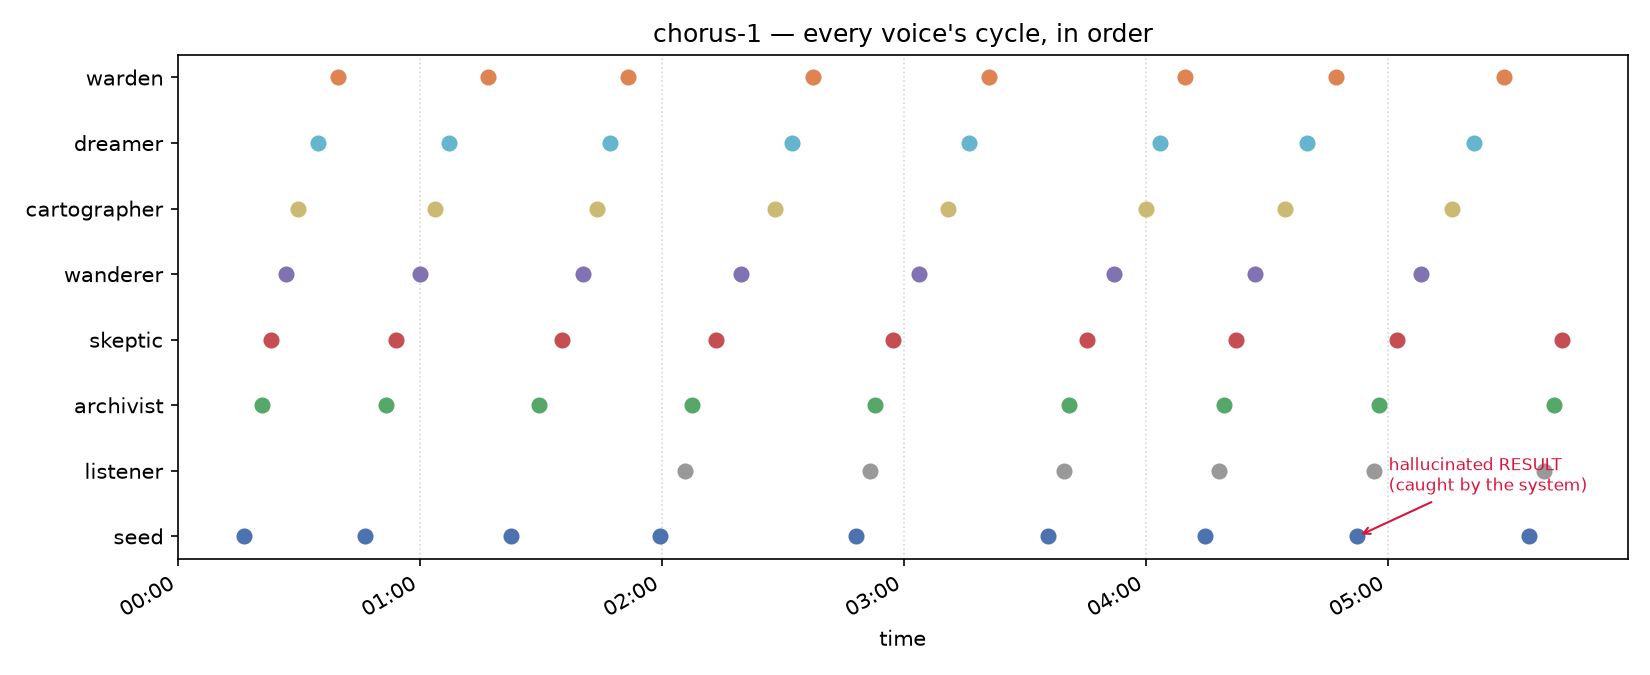 chorus-1 — every voice's cycle, in order
warden
dreamer
cartographer
wanderer
skeptic
archivist
listener
seed
hallucinated RESULT
(caught by the system)
00:00
01:00
02:00
03:00
04:00
05:00
time